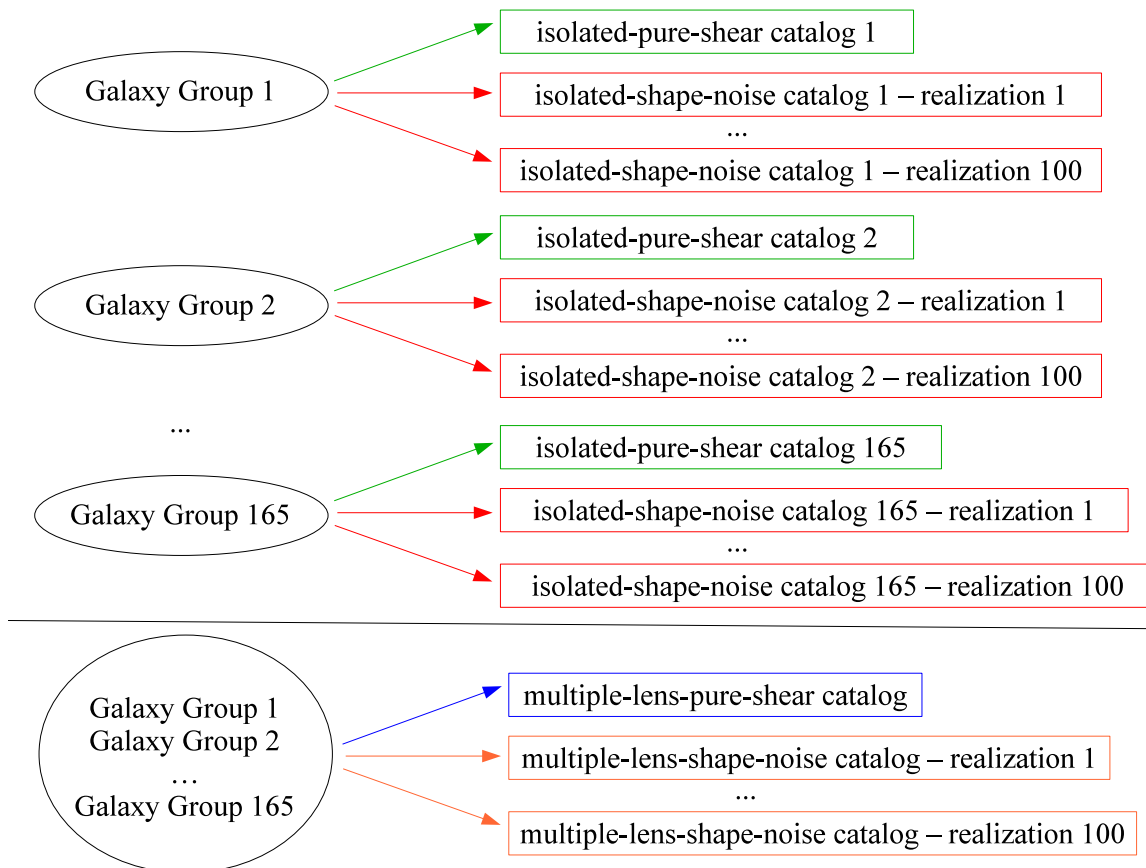 Galaxy Group 1
isolated-pure-shear catalog 1
isolated-shape-noise catalog 1 – realization 1
...
isolated-shape-noise catalog 1 – realization 100
Galaxy Group 2
isolated-pure-shear catalog 2
isolated-shape-noise catalog 2 – realization 1
...
isolated-shape-noise catalog 2 – realization 100
...
Galaxy Group 165
isolated-pure-shear catalog 165
isolated-shape-noise catalog 165 – realization 1
...
isolated-shape-noise catalog 165 – realization 100
Galaxy Group 1
Galaxy Group 2
...
Galaxy Group 165
multiple-lens-pure-shear catalog
multiple-lens-shape-noise catalog – realization 1
...
multiple-lens-shape-noise catalog – realization 100